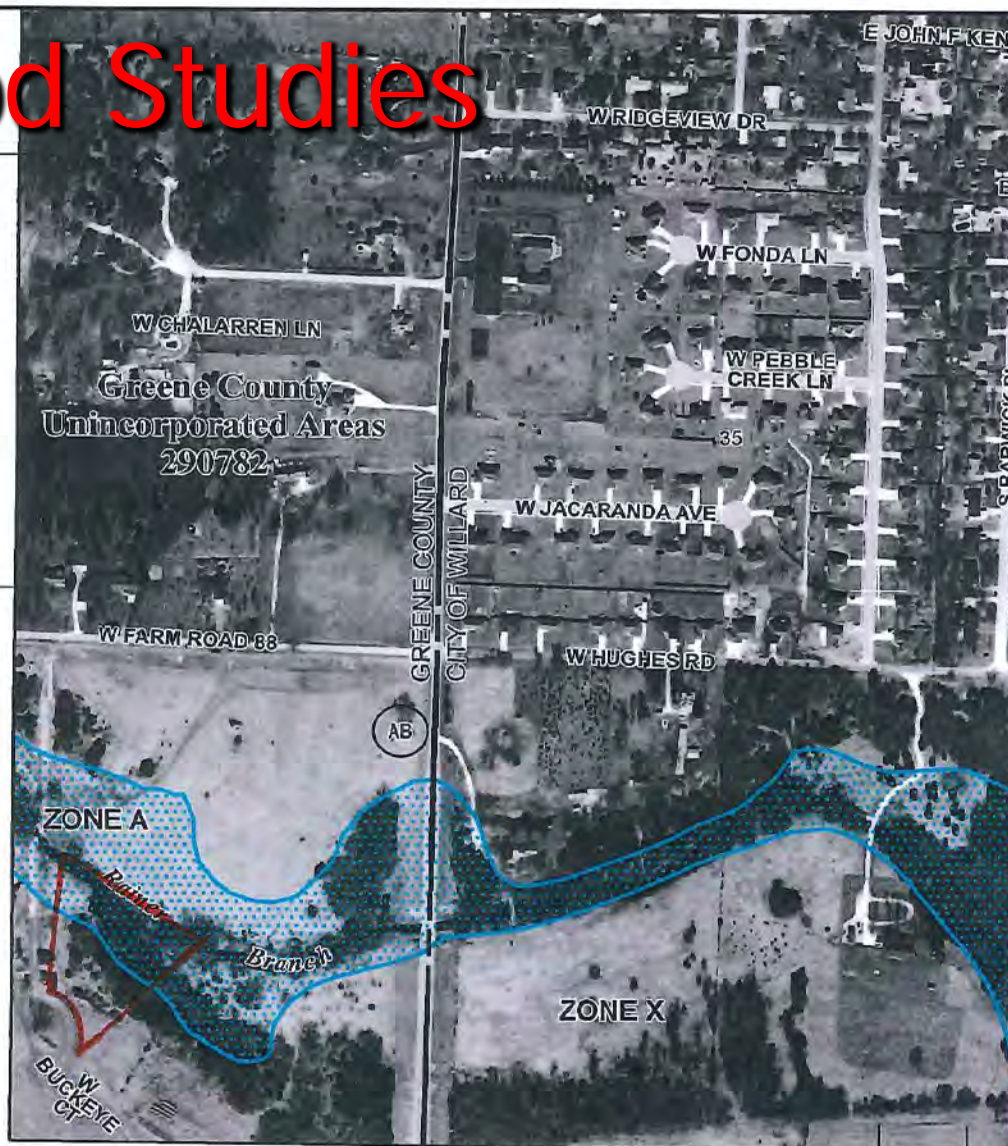 d Studies
E JOHN F KEN
W RIDGEVIEW DR
W FONDA LN
W CHALARREN LN
W PEBBLE
CREEK LN
Greene County
Unincorporated Areas
290782
35
GREENE COUNTY
CITY OF WILLARD
W JACARANDA AVE
W FARM ROAD 88
W HUGHES RD
AB
ZONE A
Rainer
Branch
ZONE X
W
BUCKEYE
CT